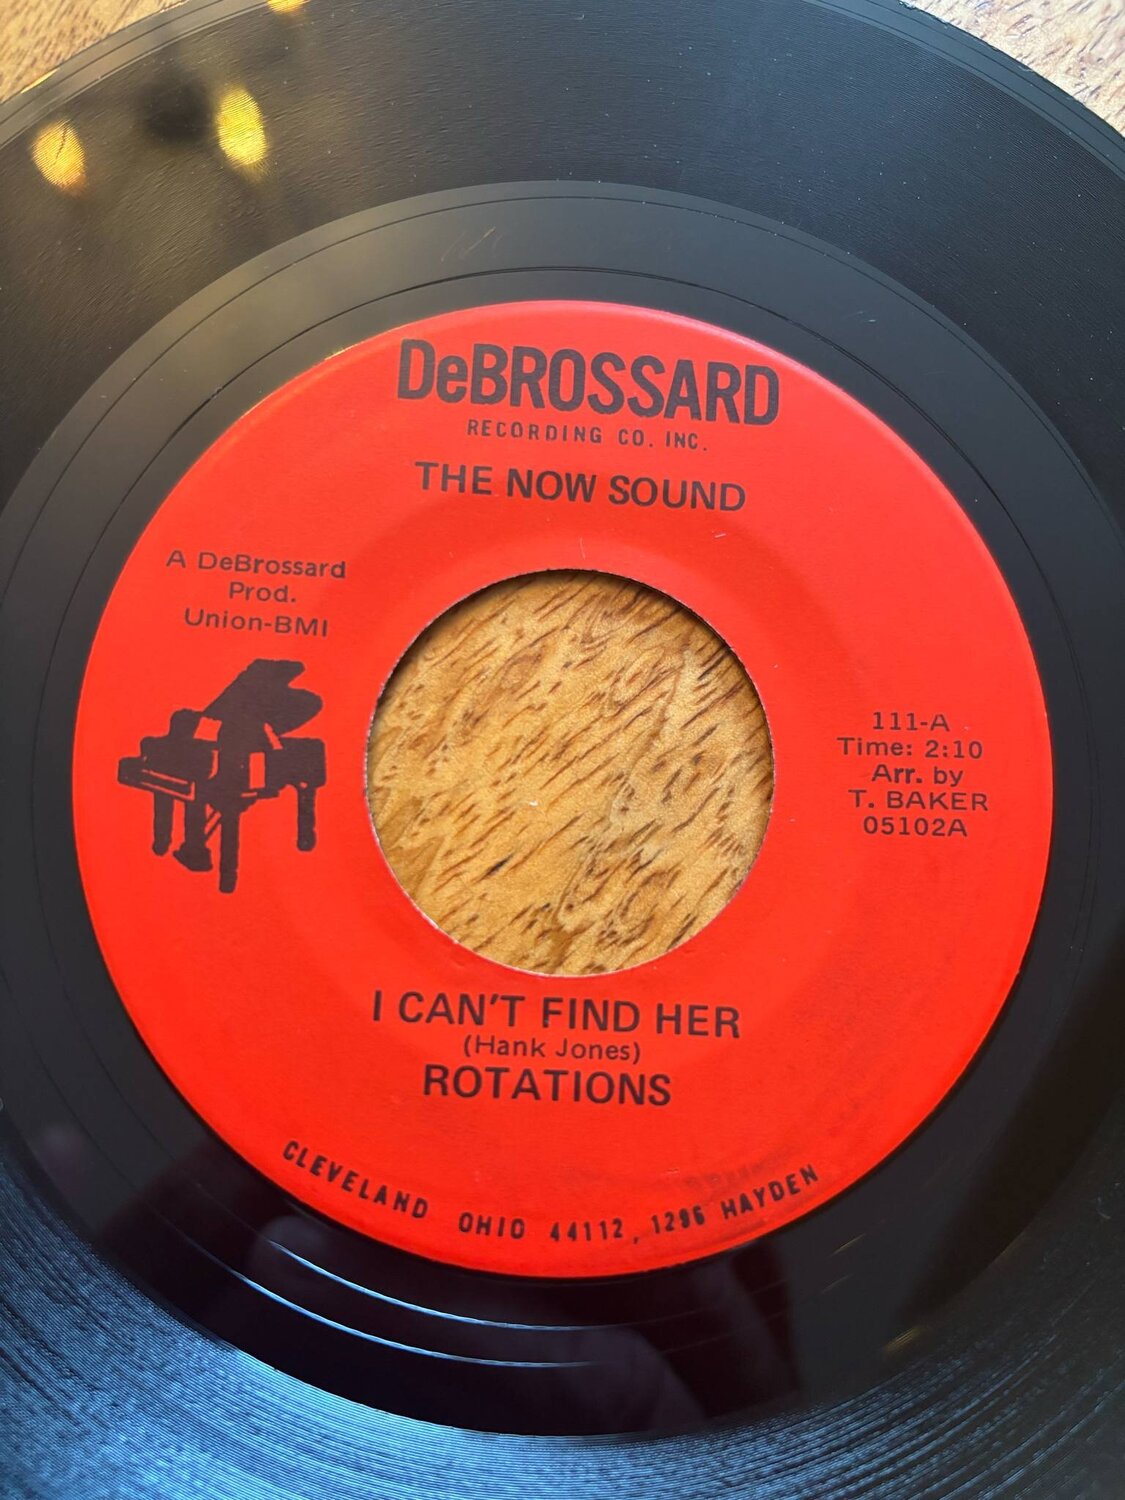 DeBROSSARD
RECORDING CO. INC.
THE NOW SOUND
A DeBrossard
Prod.
Union-BMI
111-A
Time: 2:10
Arr. by
T. BAKER
05102A
I CAN'T FIND HER
(Hank Jones)
ROTATIONS
CLEVELAND OHIO 44112, 1296 HAYDEN